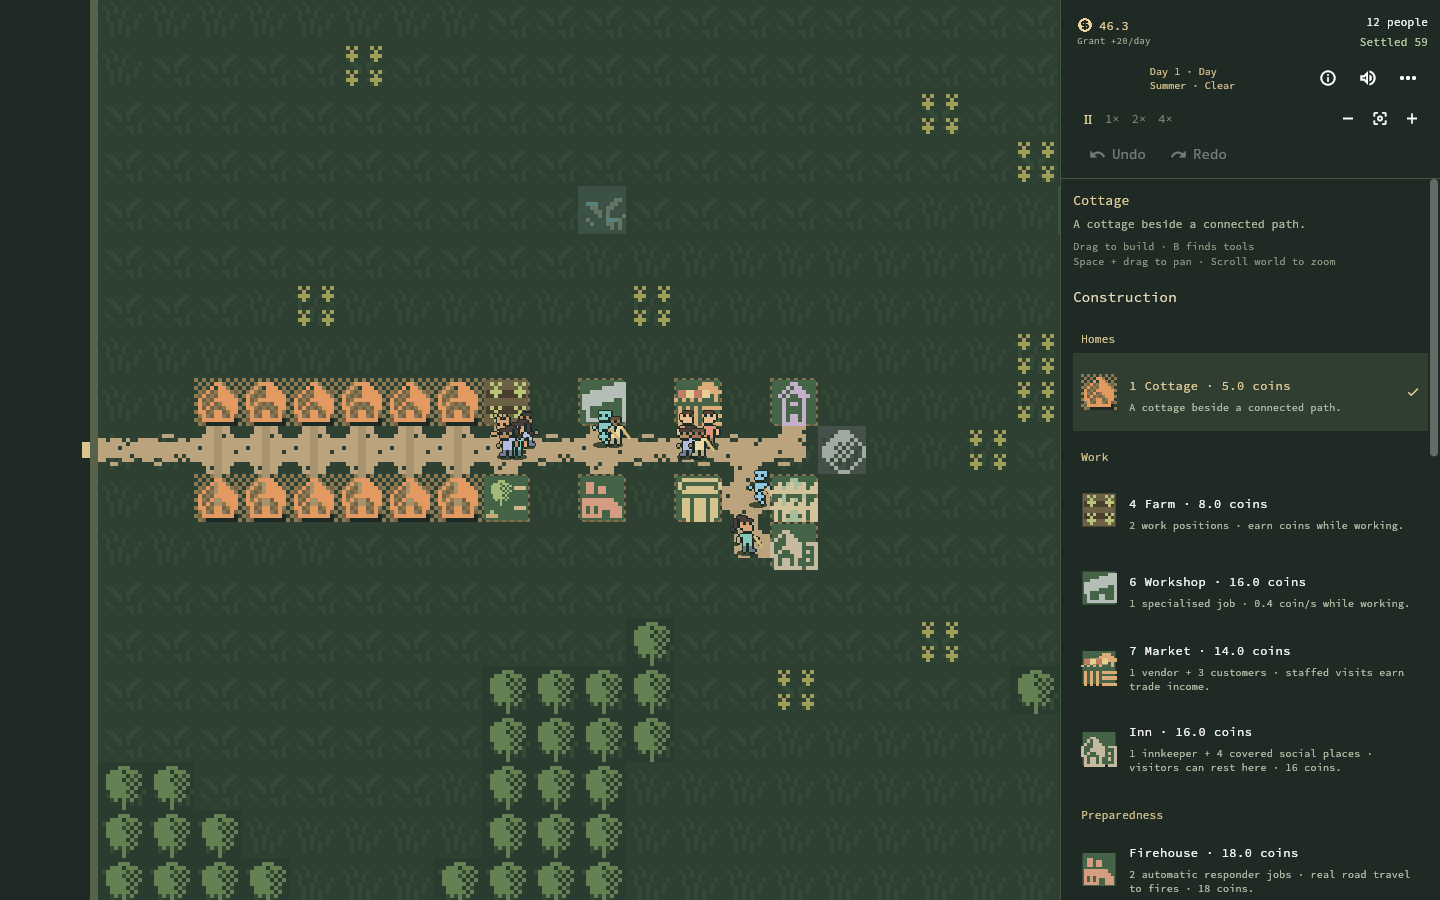 46.3
12 people
Grant +20/day
Settled 59
Day 1 · Day
Summer · Clear
1× 2× 4×
Undo
Redo
Cottage
A cottage beside a connected path.
Drag to build · B finds tools
Space + drag to pan · Scroll world to zoom
Construction
Homes
1 Cottage · 5.0 coins
A cottage beside a connected path.
Work
4 Farm · 8.0 coins
2 work positions · earn coins while working.
6 Workshop · 16.0 coins
1 specialised job · 0.4 coin/s while working.
7 Market · 14.0 coins
1 vendor + 3 customers · staffed visits earn
trade income.
Inn · 16.0 coins
1 innkeeper + 4 covered social places ·
visitors can rest here · 16 coins.
Preparedness
Firehouse · 18.0 coins
2 automatic responder jobs · real road travel
to fires · 18 coins.